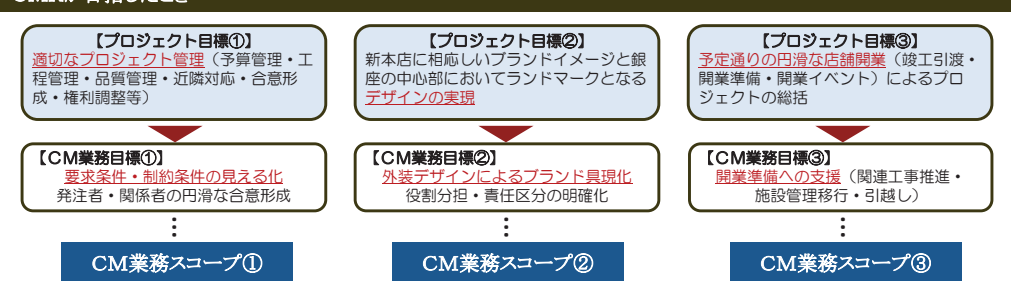 【プロジェクト目標①】
適切なプロジェクト管理（予算管理・工
程管理・品質管理・近隣対応・合意形
成・権利調整等）
【CM業務目標①】
要求条件・制約条件の見える化
発注者・関係者の円滑な合意形成
CM業務スコープ①
【プロジェクト目標②】
新本店に相応しいブランドイメージと銀
座の中心部においてランドマークとなる
デザインの実現
【CM業務目標②】
外装デザインによるブランド具現化
役割分担・責任区分の明確化
CM業務スコープ②
【プロジェクト目標③】
予定通りの円滑な店舗開業（竣工引渡・
開業準備・開業イベント）によるプロ
ジェクトの総括
【CM業務目標③】
開業準備への支援（関連工事推進・
施設管理移行・引越し）
CM業務スコープ③